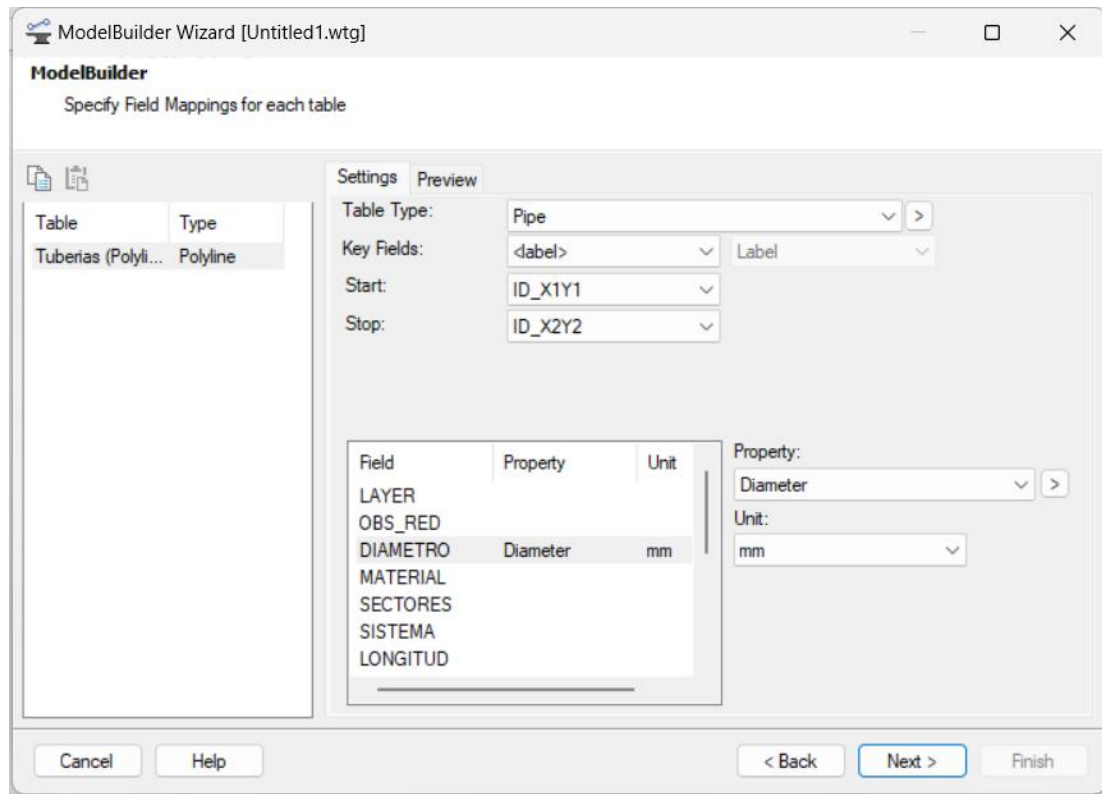 ModelBuilder Wizard [Untitled1.wtg]
ModelBuilder
Specify Field Mappings for each table
Table Type
Tuberias (Polyli... Polyline
Settings Preview
Table Type: Pipe >
Key Fields: <label> Label
Start: ID_X1Y1
Stop: ID_X2Y2
Field Property Unit
LAYER
OBS_RED
DIAMETRO Diameter mm
MATERIAL
SECTORES
SISTEMA
LONGITUD
Property:
Diameter >
Unit:
mm
Cancel Help < Back Next > Finish